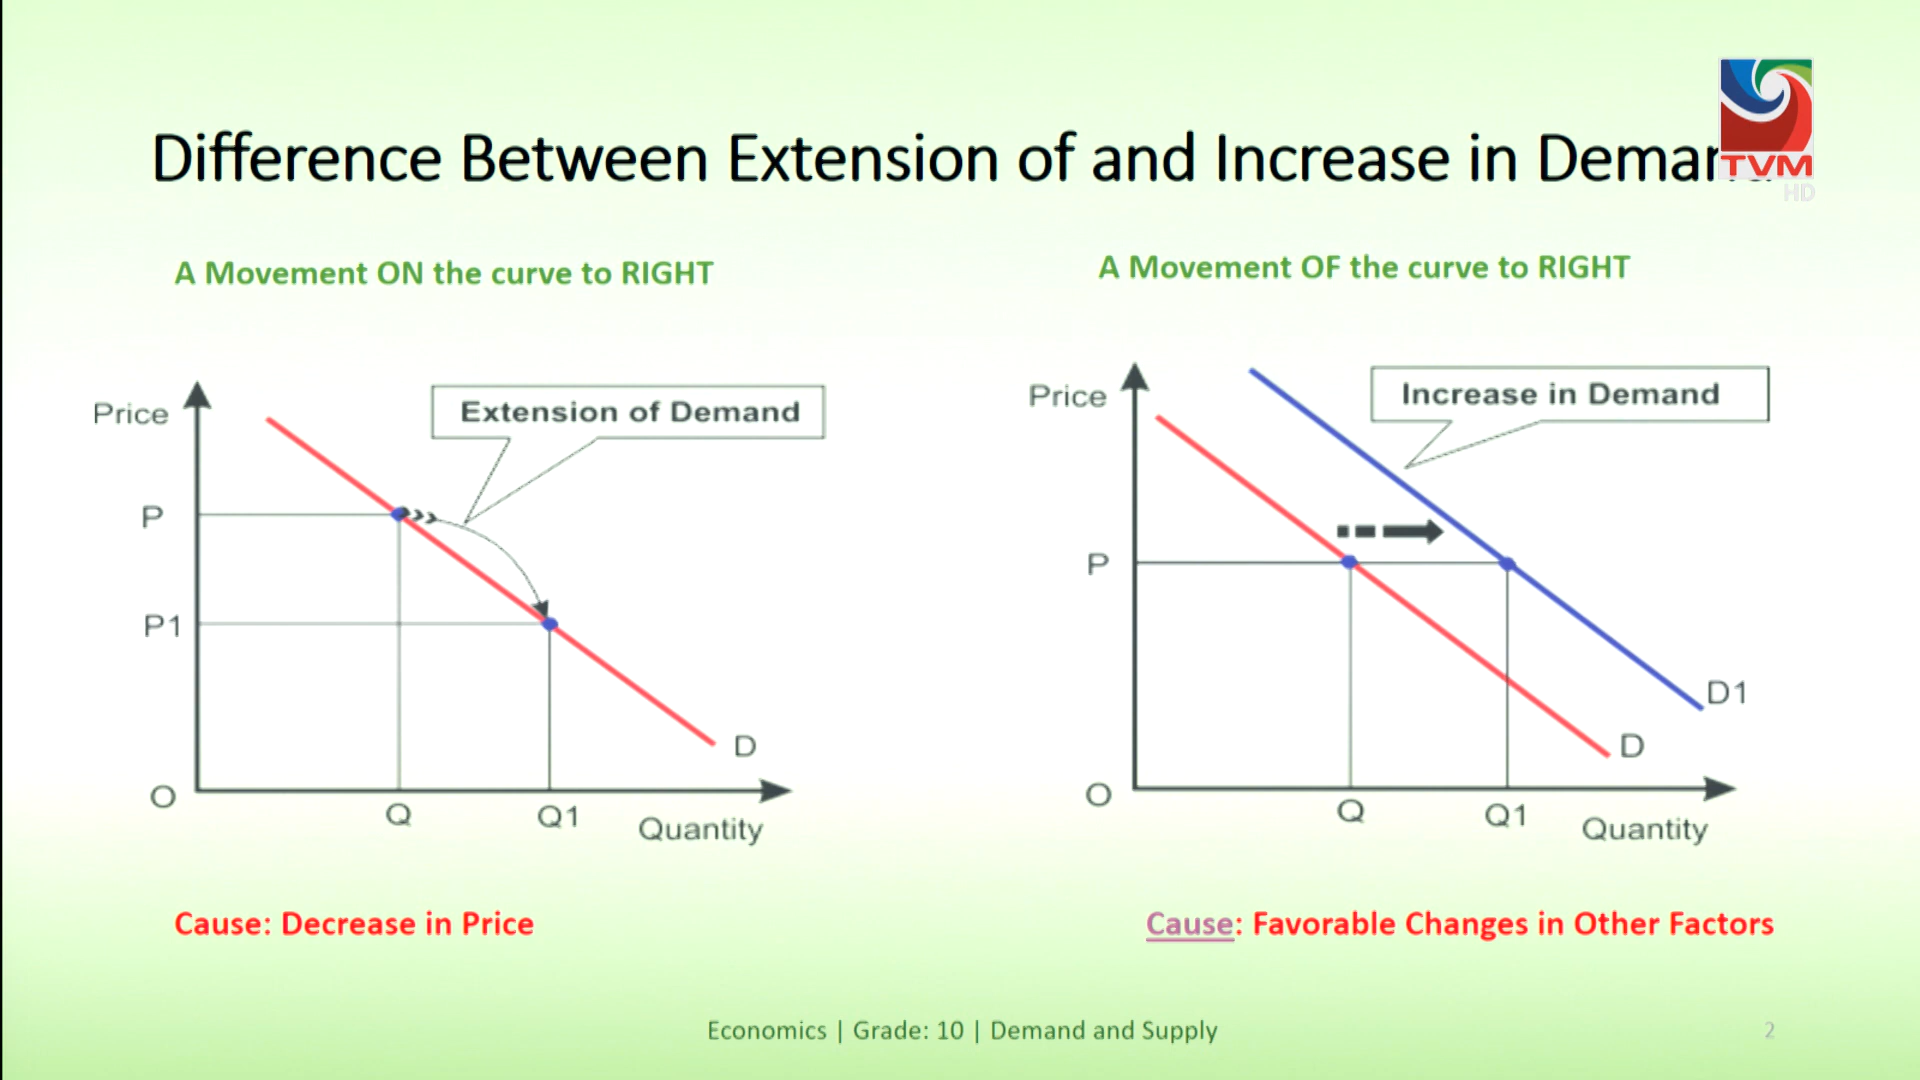 Difference Between Extension of and Increase in
TVM
HD
A Movement ON the curve to RIGHT
A Movement OF the curve to RIGHT
Price
Extension of Demand
P
P1
D
O
Q
Q1
Quantity
Price
Increase in Demand
P
D1
D
O
Q
Q1
Quantity
Cause: Decrease in Price
Cause: Favorable Changes in Other Factors
Economics | Grade: 10 | Demand and Supply
2